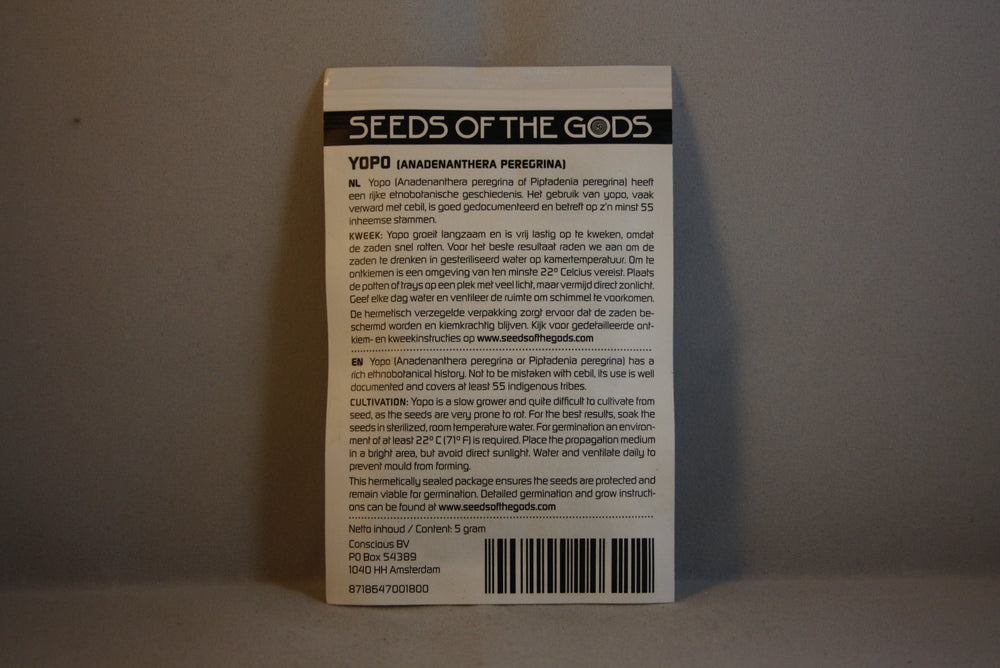 SEEDS OF THE GODS
YOPO (ANADENANTHERA PEREGRINA)
NL Yopo (Anadenanthera peregrina of Piptadenia peregrina) heeft
een rijke etnobotanische geschiedenis. Het gebruik van yopo, vaak
verward met cebil, is goed gedocumenteerd en betreft op z'n minst 55
inheemse stammen.
KWEEK: Yopo groeit langzaam en is vrij lastig op te kweken, omdat
de zaden snel rotten. Voor het beste resultaat raden we aan om de
zaden te drenken in gesteriliseerd water op kamertemperatuur. Om te
ontkiemen is een omgeving van ten minste 22º Celcius vereist. Plaats
de potten of trays op een plek met veel licht, maar vermijd direct zonlicht.
Geef elke dag water en ventileer de ruimte om schimmel te voorkomen.
De hermetisch verzegelde verpakking zorgt ervoor dat de zaden be-
schermd worden en kiemkrachtig blijven. Kijk voor gedetailleerde ont-
kiem- en kweekinstructies op www.seedsofthegods.com
EN Yopo (Anadenanthera peregrina or Piptadenia peregrina) has a
rich ethnobotanical history. Not to be mistaken with cebil, its use is well
documented and covers at least 55 indigenous tribes.
CULTIVATION: Yopo is a slow grower and quite difficult to cultivate from
seed, as the seeds are very prone to rot. For the best results, soak the
seeds in sterilized, room temperature water. For germination an environ-
ment of at least 22º C (71º F) is required. Place the propagation medium
in a bright area, but avoid direct sunlight. Water and ventilate daily to
prevent mould from forming.
This hermetically sealed package ensures the seeds are protected and
remain viable for germination. Detailed germination and grow instructi-
ons can be found at www.seedsofthegods.com
Netto inhoud / Content: 5 gram
Conscious BV
PO Box 54389
1040 HH Amsterdam
8718647001800